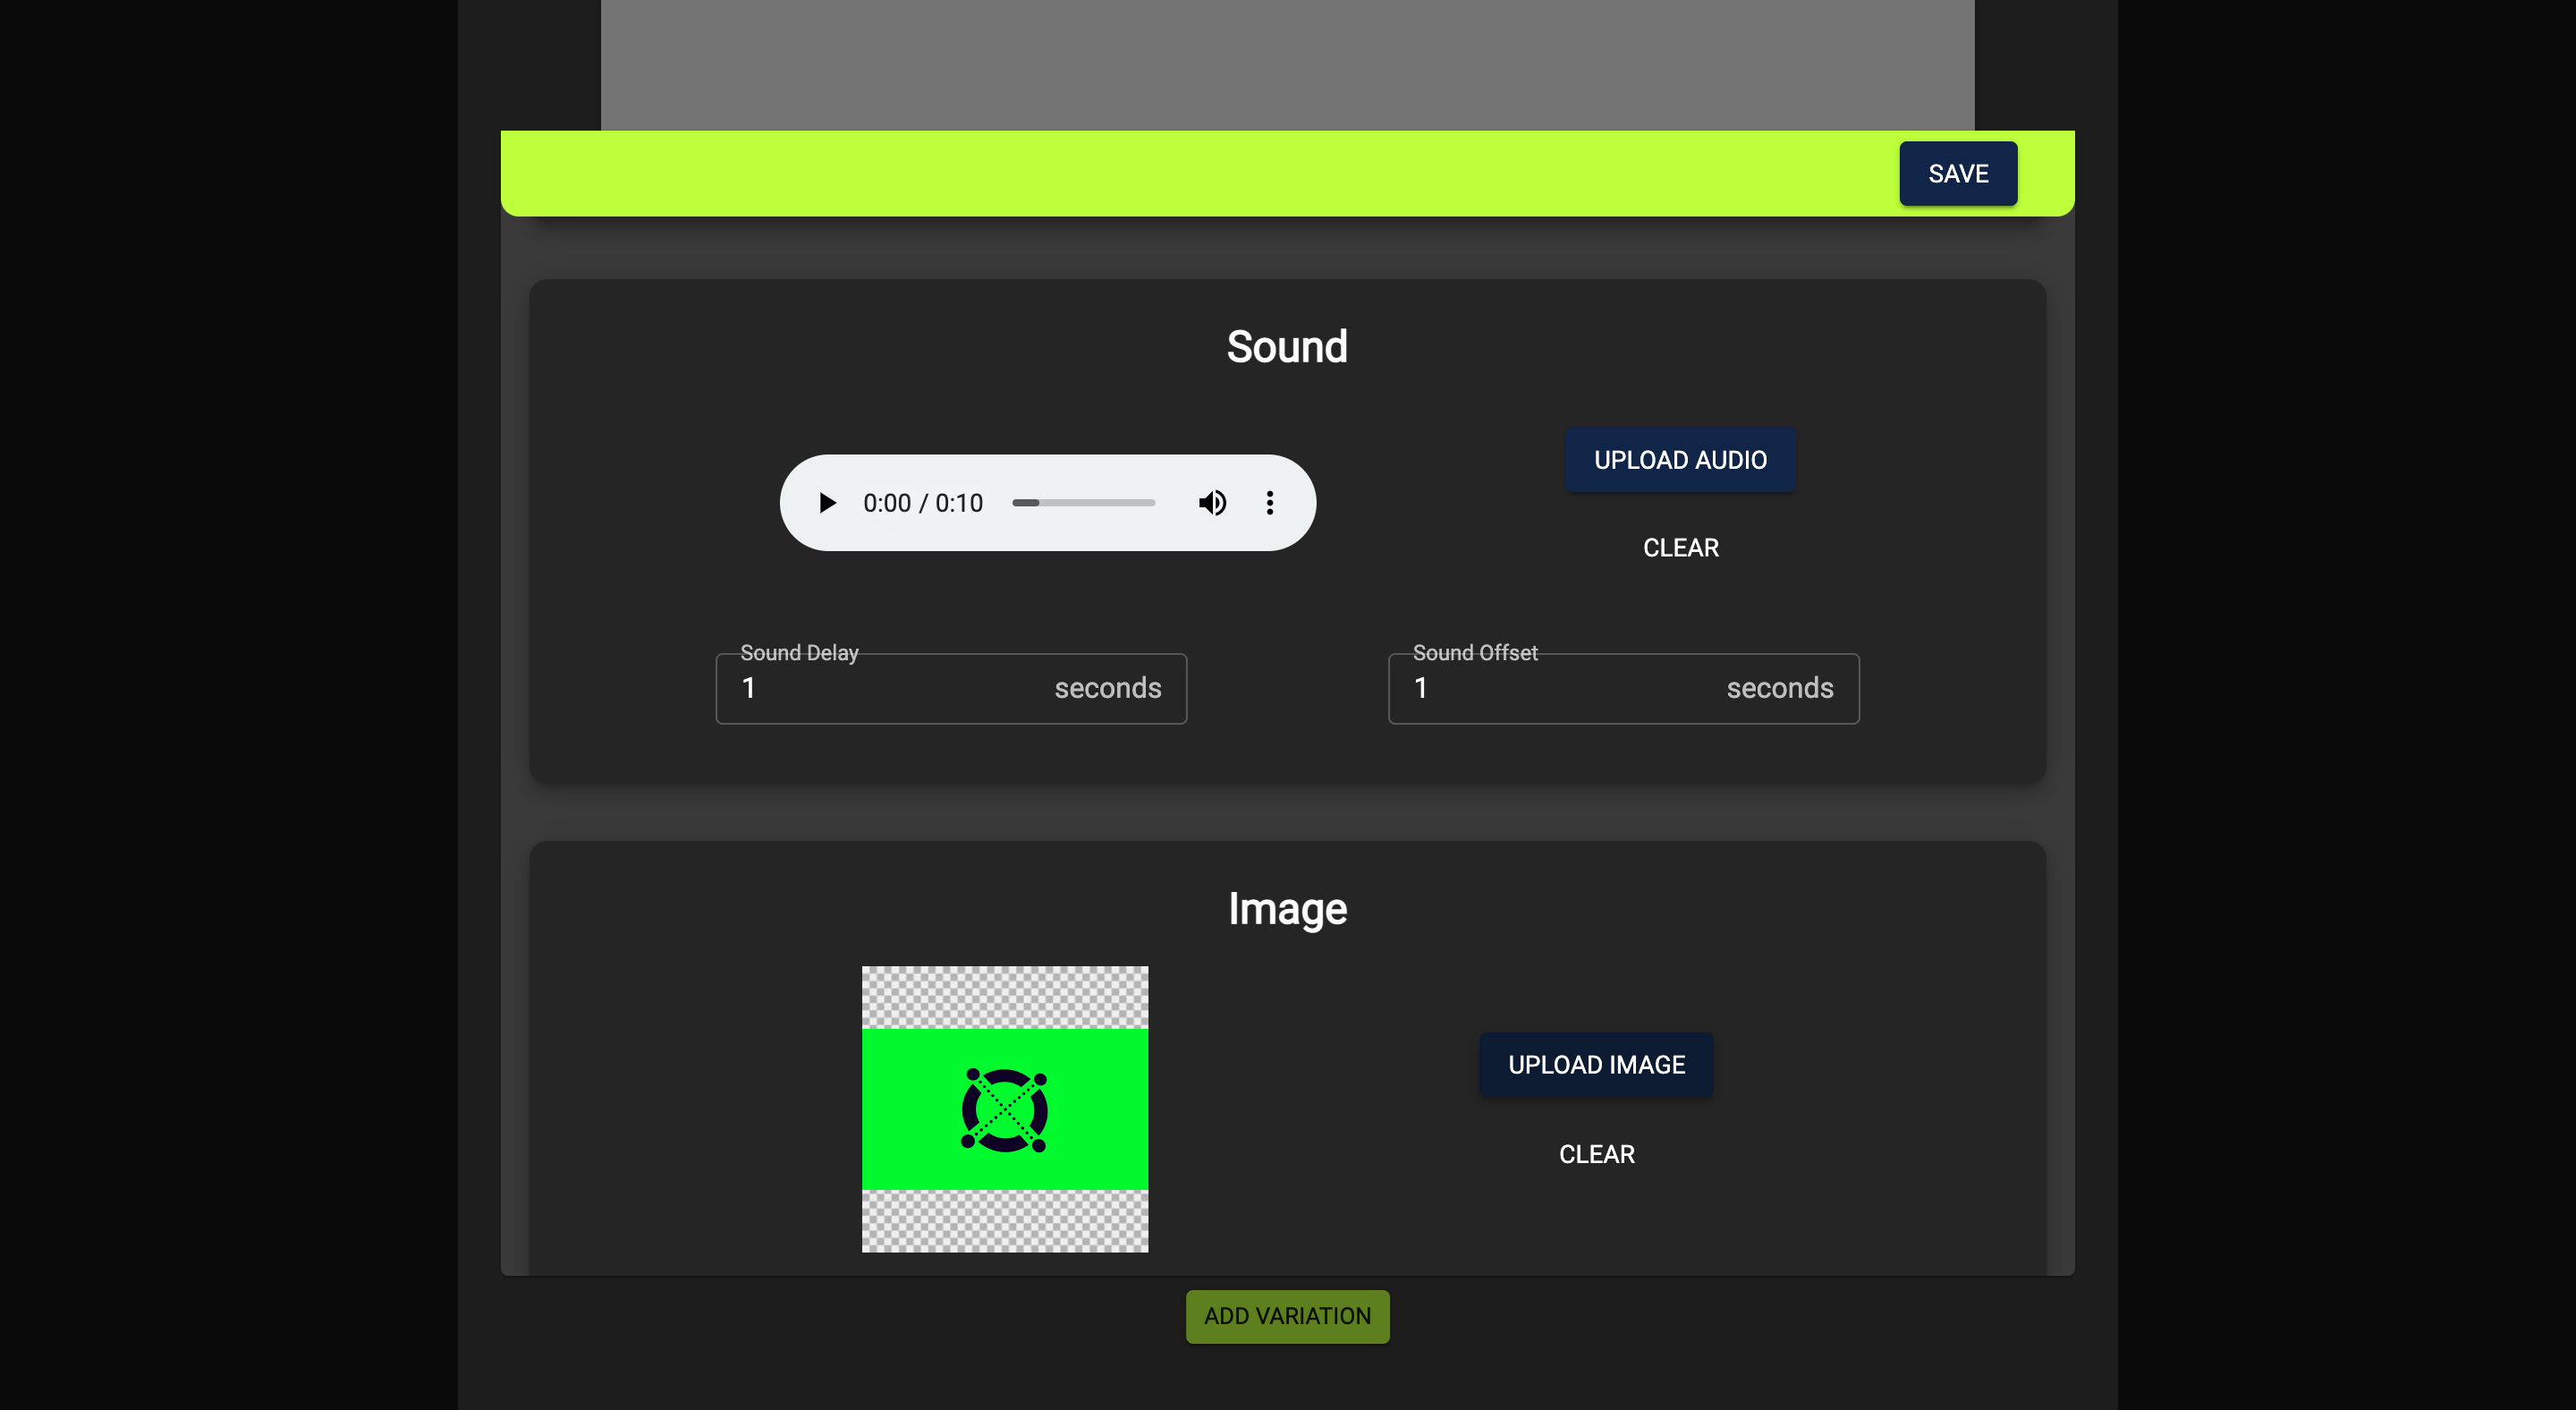 SAVE
Sound
UPLOAD AUDIO
0:00 / 0:10
CLEAR
Sound Delay
1 seconds
Sound Offset
1 seconds
Image
UPLOAD IMAGE
CLEAR
ADD VARIATION